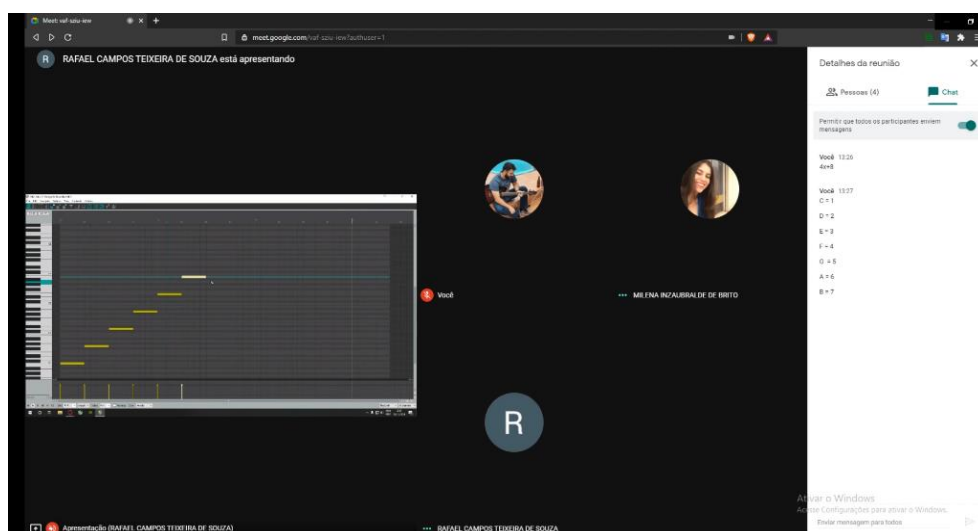 Meet: vaf-sziu-iew
meet.google.com/vaf-sziu-iew?authuser=1
R RAFAEL CAMPOS TEIXEIRA DE SOUZA está apresentando
Você
MILENA INZAUBRALDE DE BRITO
R
Apresentação (RAFAEL CAMPOS TEIXEIRA DE SOUZA)
RAFAEL CAMPOS TEIXEIRA DE SOUZA
Detalhes da reunião
Pessoas (4)
Chat
Permitir que todos os participantes enviem
mensagens
Você 13:26
4x=8
Você 13:27
C = 1
D = 2
E = 3
F = 4
G = 5
A = 6
B = 7
Ativar o Windows
Acesse Configurações para ativar o Windows.
Enviar mensagem para todos